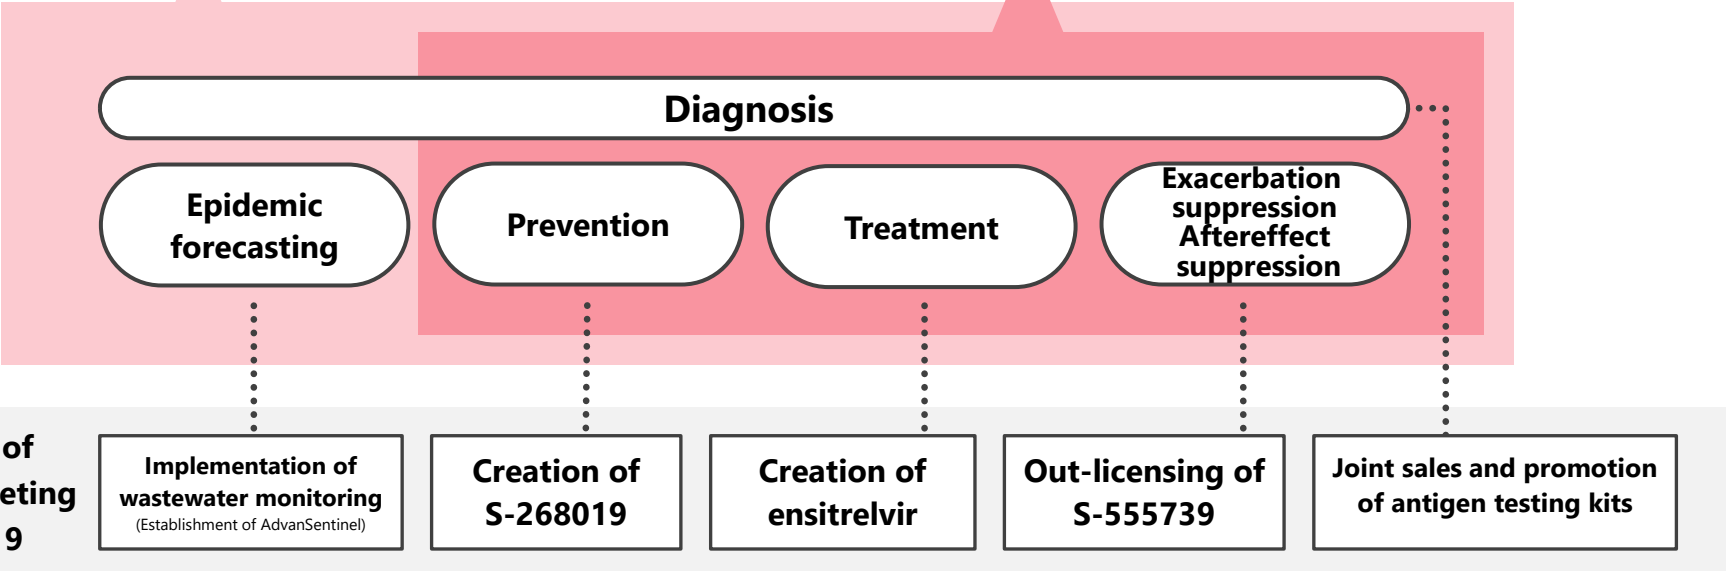 Diagnosis
Epidemic
forecasting
Prevention
Treatment
Exacerbation
suppression
Aftereffect
suppression
of
eting
9
Implementation of
wastewater monitoring
(Establishment of AdvanSentinel)
Creation of
S-268019
Creation of
ensitrelvir
Out-licensing of
S-555739
Joint sales and promotion
of antigen testing kits